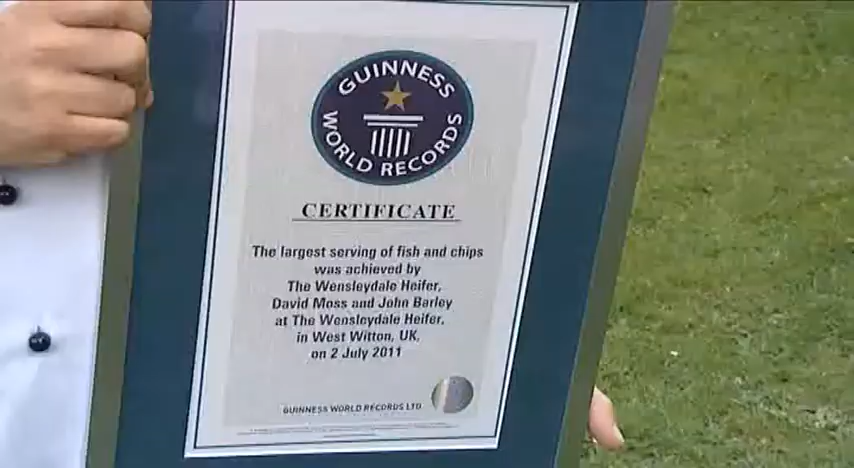 GUINNESS
WORLD RECORDS
CERTIFICATE
The largest serving of fish and chips
was achieved by
The Wensleydale Heifer,
David Moss and John Barley
at The Wensleydale Heifer,
in West Witton, UK,
on 2 July 2011
GUINNESS WORLD RECORDS LTD